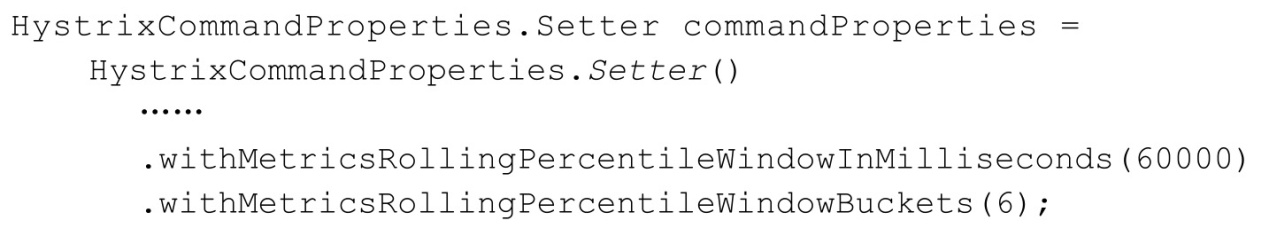 HystrixCommandProperties.Setter commandProperties =
HystrixCommandProperties.Setter()
……
.withMetricsRollingPercentileWindowInMilliseconds(60000)
.withMetricsRollingPercentileWindowBuckets(6);